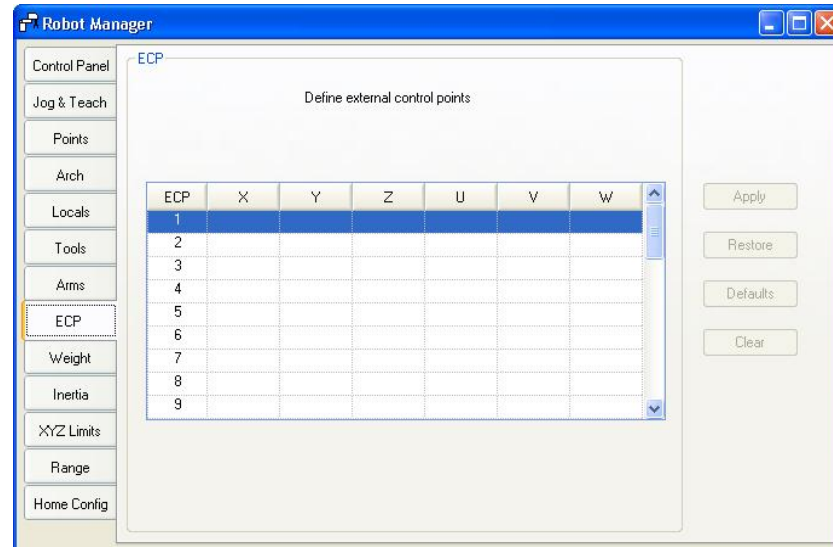 Robot Manager
Control Panel
Jog & Teach
Points
Arch
Locals
Tools
Arms
ECP
Weight
Inertia
XYZ Limits
Range
Home Config
ECP
Define external control points
ECP X Y Z U V W
1
2
3
4
5
6
7
8
9
Apply
Restore
Defaults
Clear